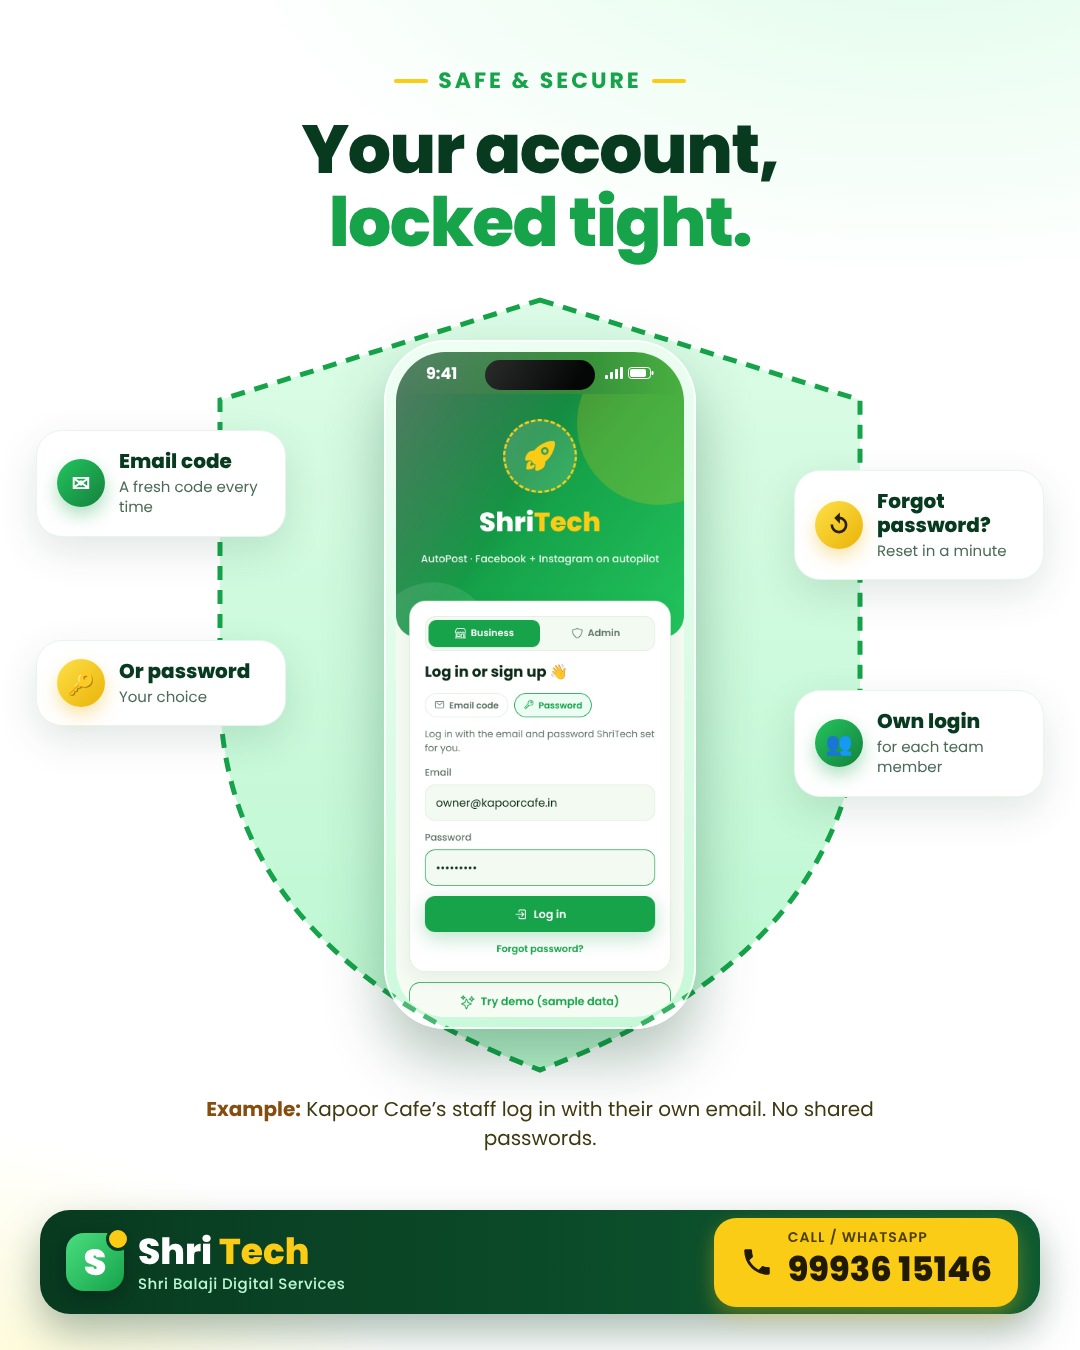 SAFE & SECURE
Your account,
locked tight.
9:41
ShriTech
AutoPost · Facebook + Instagram on autopilot
Email code
A fresh code every
time
Forgot
password?
Reset in a minute
Business
Admin
Log in or sign up 👋
Email code
Password
Log in with the email and password ShriTech set
for you.
Or password
Your choice
Own login
for each team
member
Email
owner@kapoorcafe.in
Password
•••••••••
Log in
Forgot password?
Try demo (sample data)
Example: Kapoor Cafe’s staff log in with their own email. No shared
passwords.
S
Shri Tech
Shri Balaji Digital Services
CALL / WHATSAPP
99936 15146